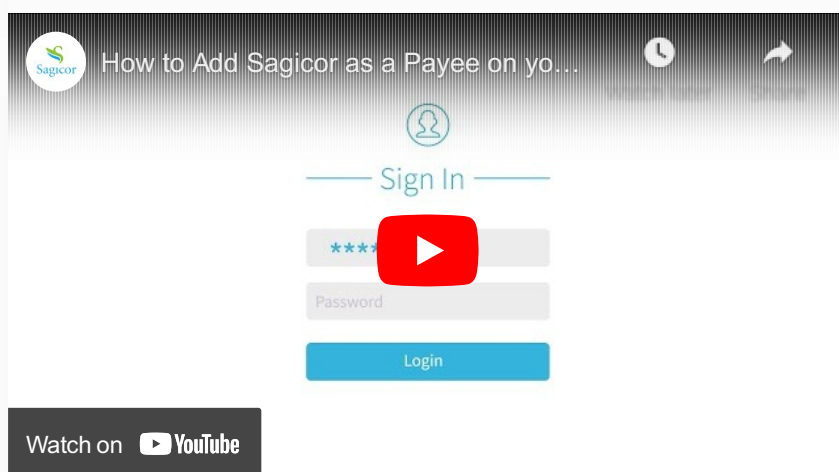 Sagicor
How to Add Sagicor as a Payee on yo...
Watch later
Share
Sign In
****
Password
Login
Watch on YouTube